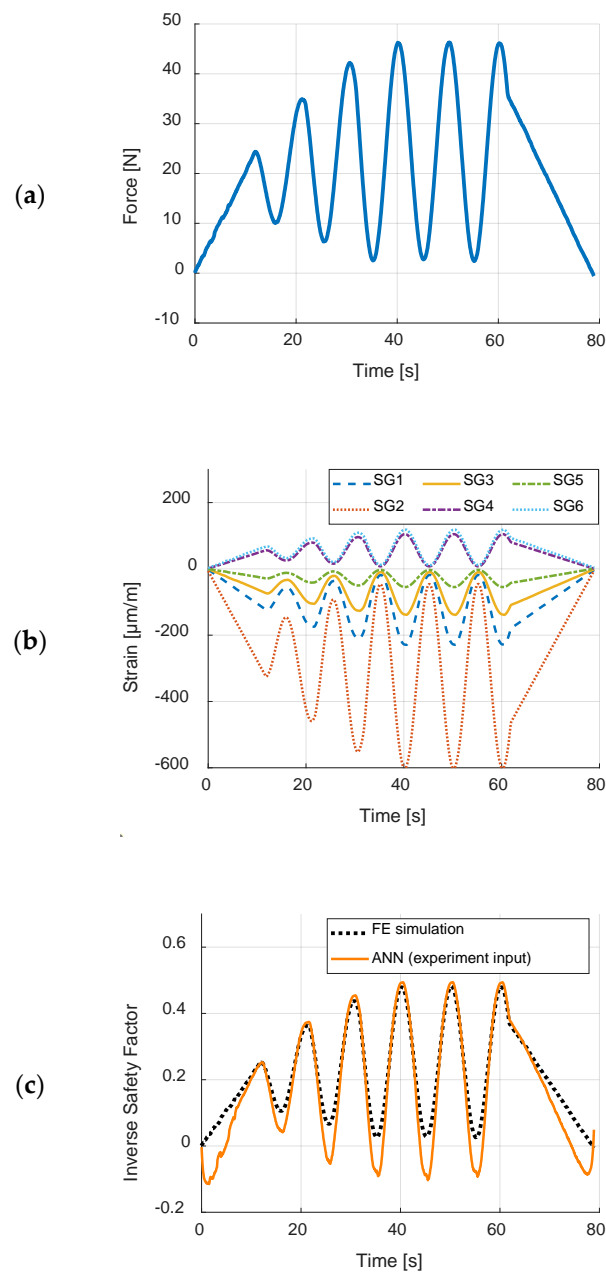 50
40
30
20
10
0
-10
Force [N]
(a)
0 20 40 60 80
Time [s]
SG1 SG3 SG5
SG2 SG4 SG6
200
0
-200
-400
-600
Strain [µm/m]
(b)
0 20 40 60 80
Time [s]
FE simulation
ANN (experiment input)
0.6
0.4
0.2
0
-0.2
Inverse Safety Factor
(c)
0 20 40 60 80
Time [s]